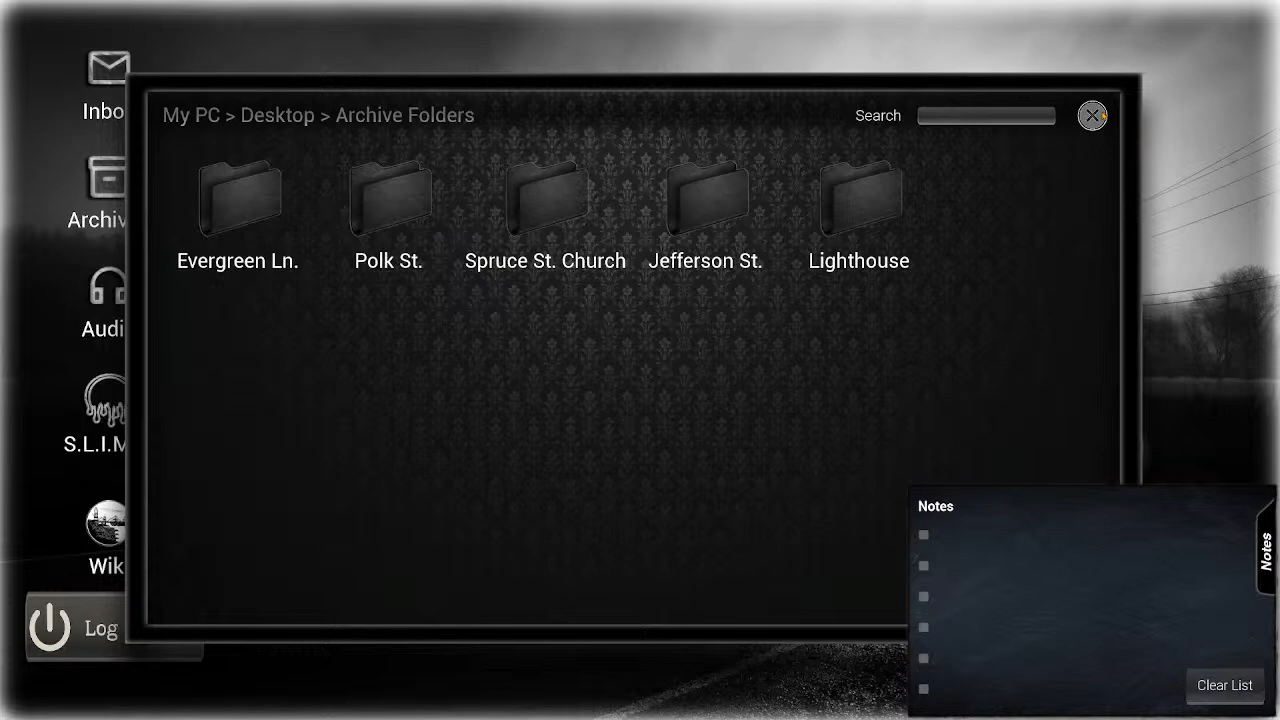 Inbo
My PC > Desktop > Archive Folders
Search
Archiv
Evergreen Ln.
Polk St.
Spruce St. Church
Jefferson St.
Lighthouse
Audi
S.L.I.M
Wik
Log
Notes
Notes
Clear List